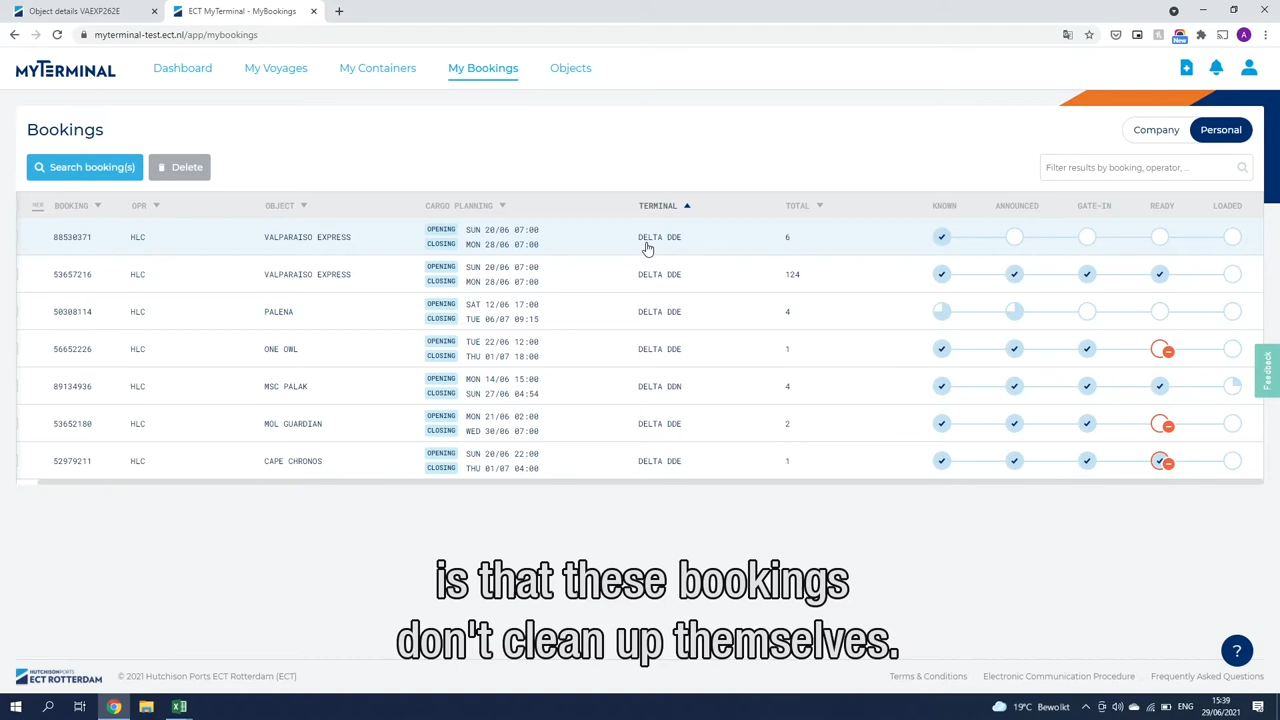 Object details VAEXP262E
ECT MyTerminal - MyBookings
myterminal-test.ect.nl/app/mybookings
New
A
MYTERMINAL
Dashboard
My Voyages
My Containers
My Bookings
Objects
Bookings
Company
Personal
Search booking(s)
Delete
Filter results by booking, operator, ...
NEW BOOKING OPR OBJECT CARGO PLANNING TERMINAL TOTAL KNOWN ANNOUNCED GATE-IN READY LOADED
88530371 HLC VALPARAISO EXPRESS OPENING SUN 20/06 07:00 DELTA DDE 6
CLOSING MON 28/06 07:00
53657216 HLC VALPARAISO EXPRESS OPENING SUN 20/06 07:00 DELTA DDE 124
CLOSING MON 28/06 07:00
50308114 HLC PALENA OPENING SAT 12/06 17:00 DELTA DDE 4
CLOSING TUE 06/07 09:15
56652226 HLC ONE OWL OPENING TUE 22/06 12:00 DELTA DDE 1
CLOSING THU 01/07 18:00
89134936 HLC MSC PALAK OPENING MON 14/06 15:00 DELTA DDN 4
CLOSING SUN 27/06 04:54
53652180 HLC MOL GUARDIAN OPENING MON 21/06 02:00 DELTA DDE 2
CLOSING WED 30/06 07:00
52979211 HLC CAPE CHRONOS OPENING SUN 20/06 22:00 DELTA DDE 1
CLOSING THU 01/07 04:00
Feedback
is that these bookings
don't clean up themselves.
?
HUTCHISON PORTS
ECT ROTTERDAM
© 2021 Hutchison Ports ECT Rotterdam (ECT)
Terms & Conditions
Electronic Communication Procedure
Frequently Asked Questions
19°C Bewolkt
ENG
15:39
29/06/2021